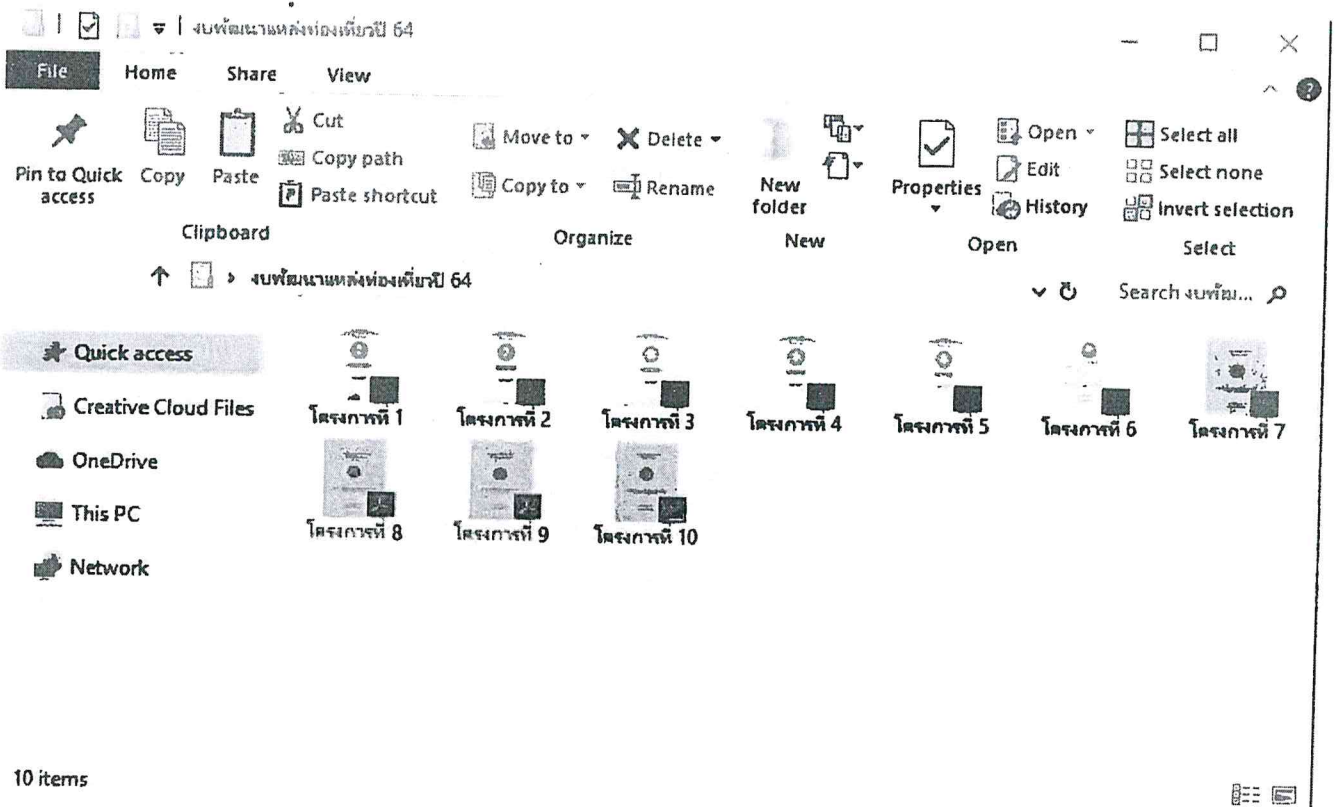 งบพัฒนาแหล่งท่องเที่ยวปี 64
File Home Share View
Pin to Quick access Copy Paste
Cut
Copy path
Paste shortcut
Move to Delete
Copy to Rename
New folder
Properties
Open
Edit
History
Select all
Select none
Invert selection
Clipboard Organize New Open Select
งบพัฒนาแหล่งท่องเที่ยวปี 64 Search งบพัฒ...
Quick access
Creative Cloud Files
OneDrive
This PC
Network
โครงการที่ 1 โครงการที่ 2 โครงการที่ 3 โครงการที่ 4 โครงการที่ 5 โครงการที่ 6 โครงการที่ 7
โครงการที่ 8 โครงการที่ 9 โครงการที่ 10
10 items